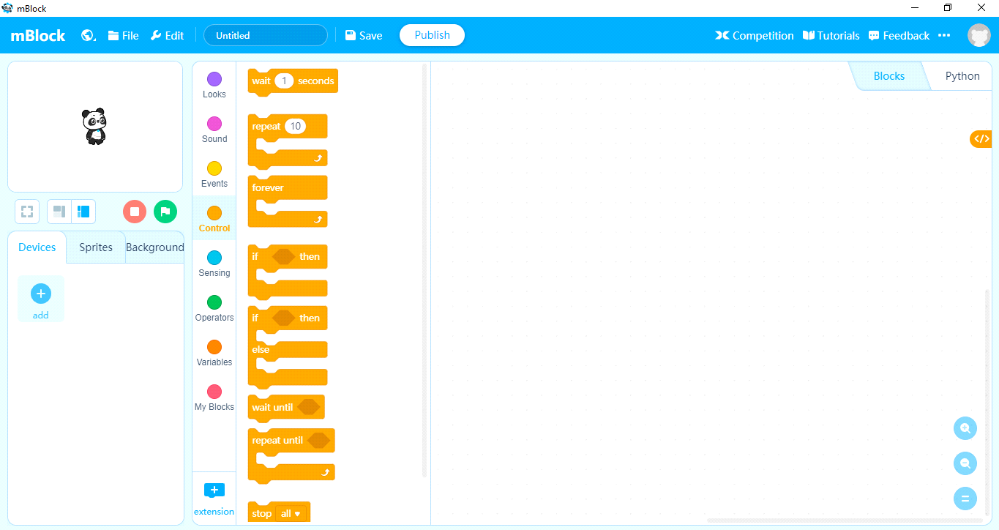 mBlock
mBlock File Edit Untitled Save Publish Competition Tutorials Feedback
Blocks Python
Devices Sprites Background
add
Looks
Sound
Events
Control
Sensing
Operators
Variables
My Blocks
extension
wait 1 seconds
repeat 10
forever
if then
if then
else
wait until
repeat until
stop all